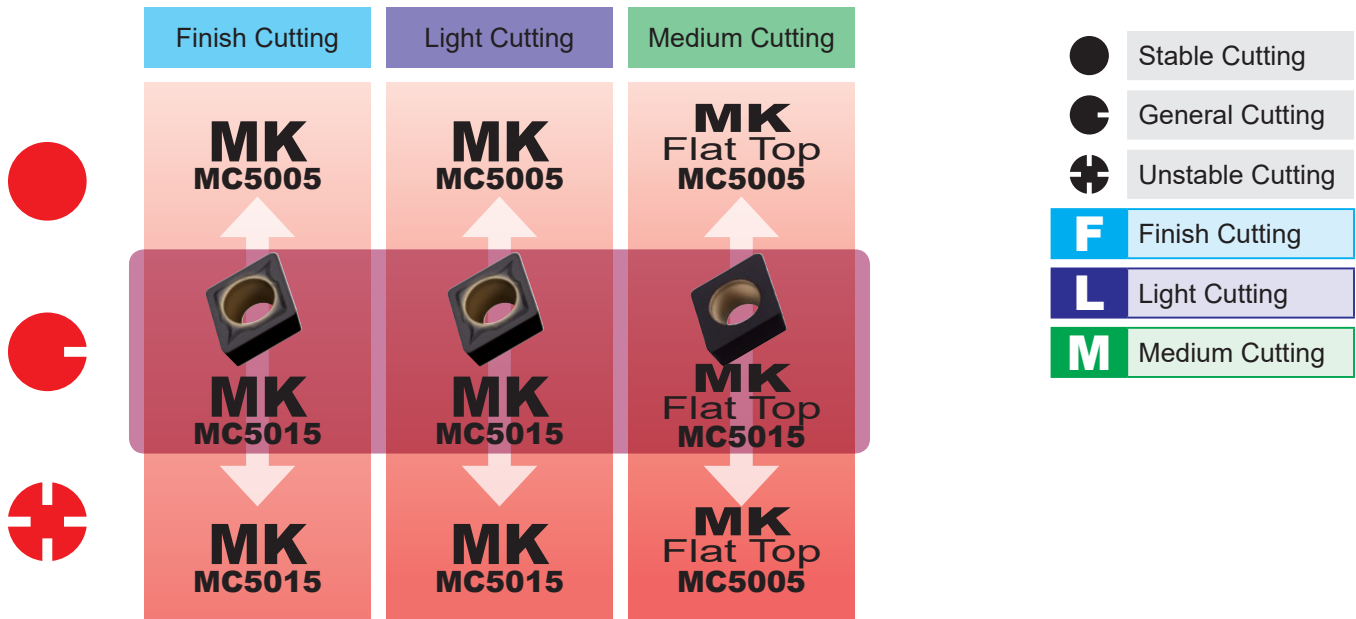 Finish Cutting
Light Cutting
Medium Cutting
MK
MC5005
MK
MC5005
MK
Flat Top
MC5005
MK
MC5015
MK
MC5015
MK
Flat Top
MC5015
MK
MC5015
MK
MC5015
MK
Flat Top
MC5005
Stable Cutting
General Cutting
Unstable Cutting
F Finish Cutting
L Light Cutting
M Medium Cutting